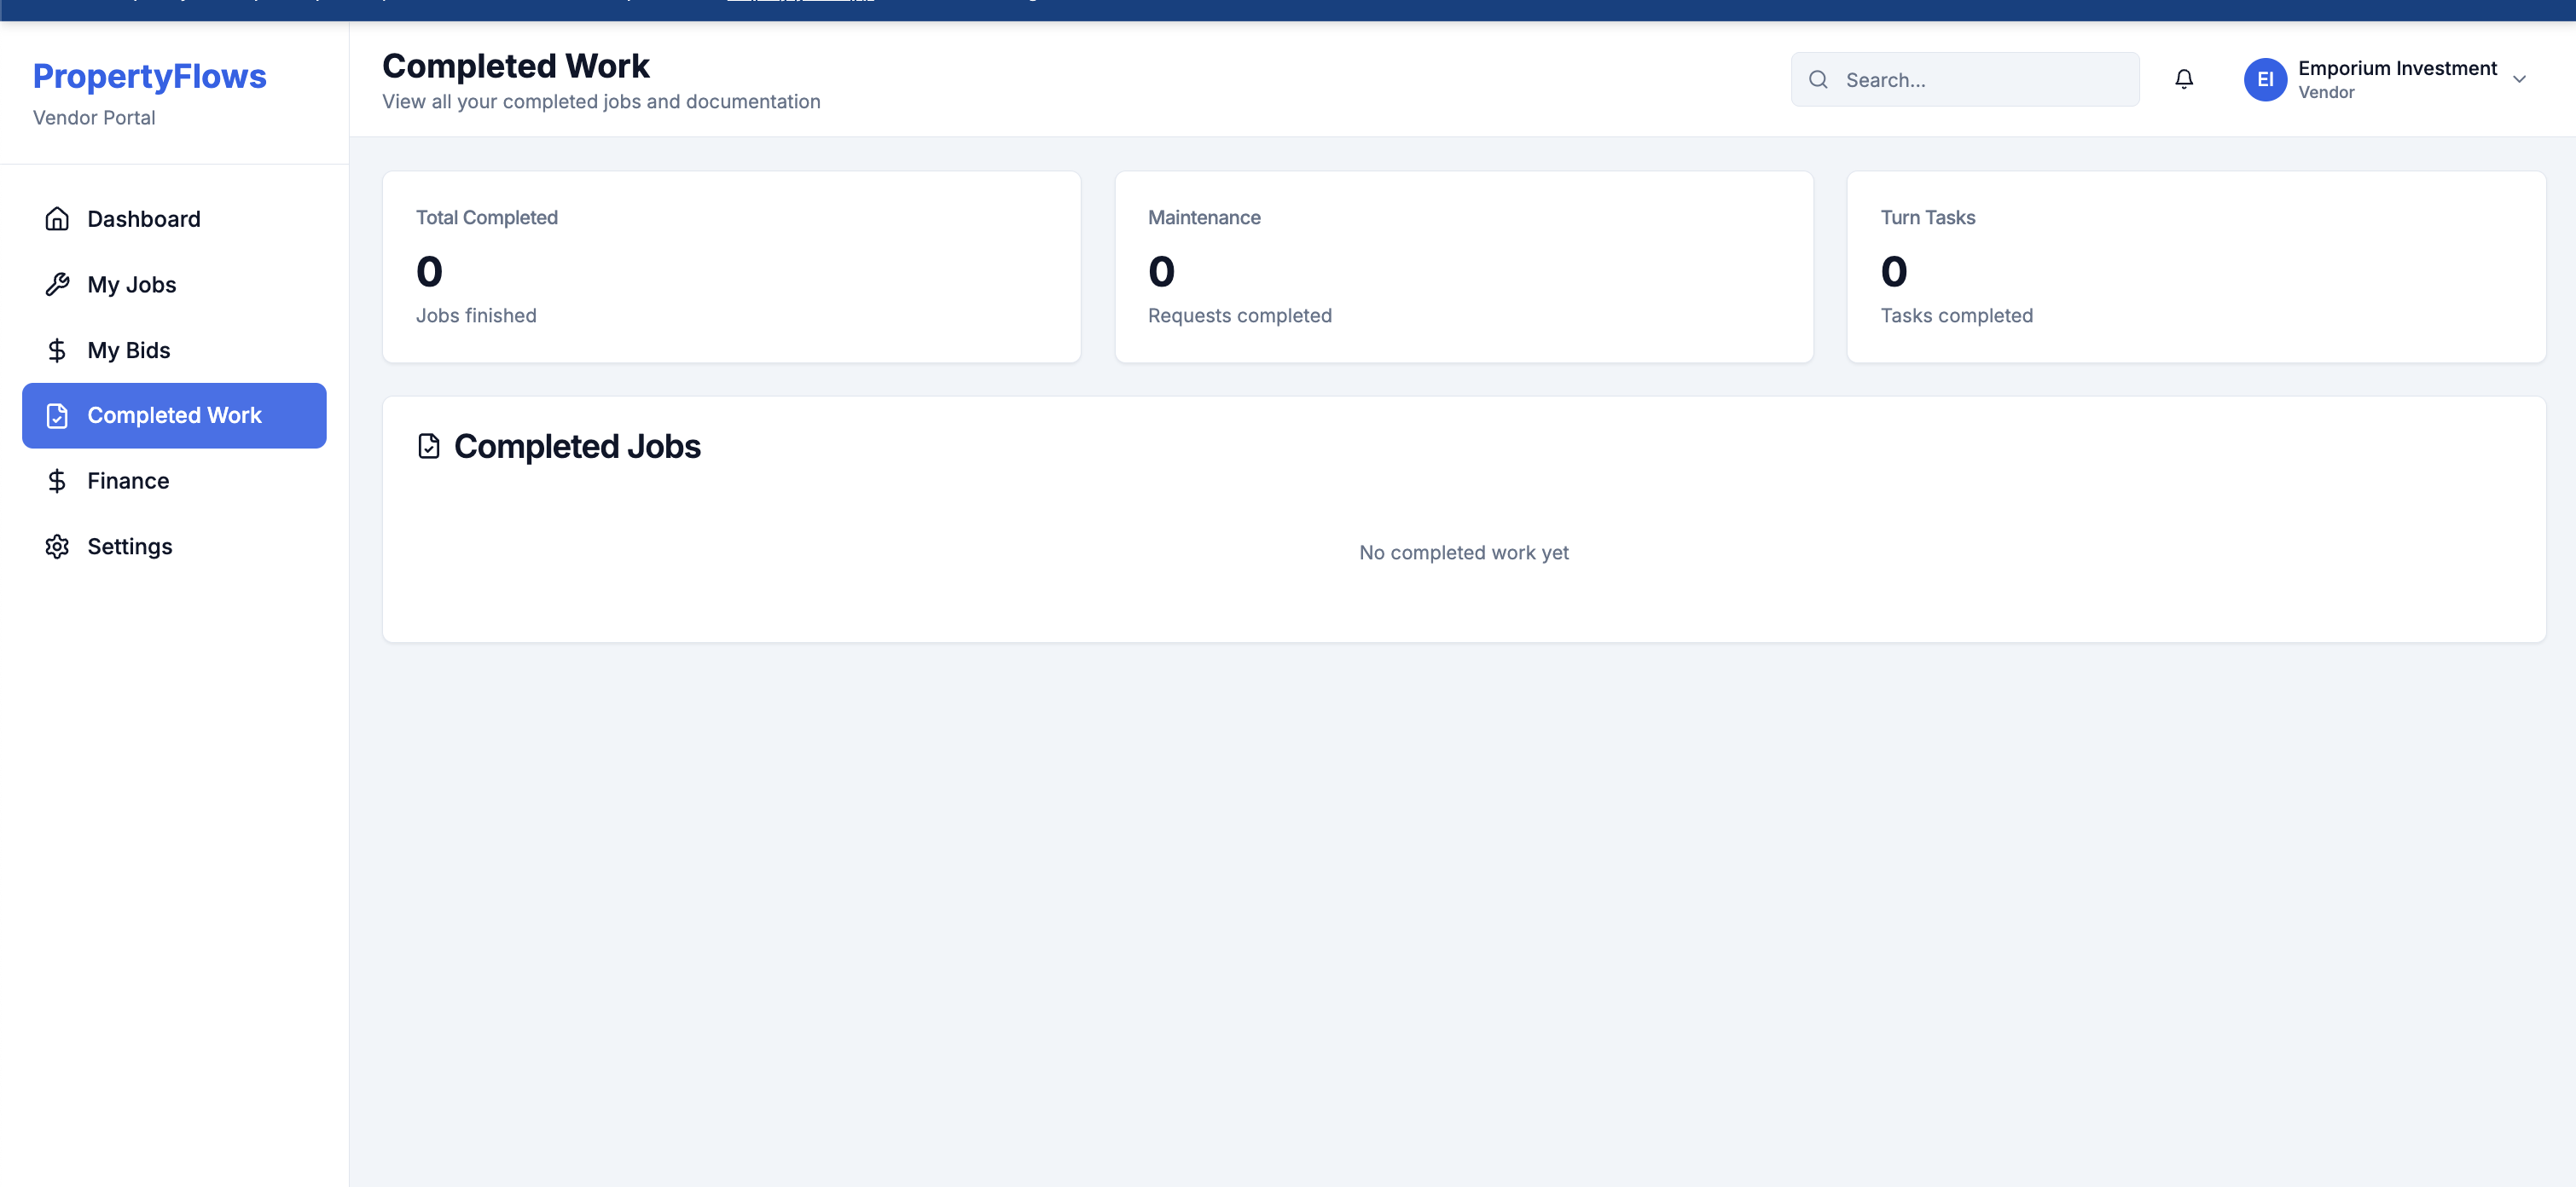 PropertyFlows
Vendor Portal
Dashboard
My Jobs
My Bids
Completed Work
Finance
Settings
Completed Work
View all your completed jobs and documentation
Search...
EI
Emporium Investment
Vendor
Total Completed
0
Jobs finished
Maintenance
0
Requests completed
Turn Tasks
0
Tasks completed
Completed Jobs
No completed work yet